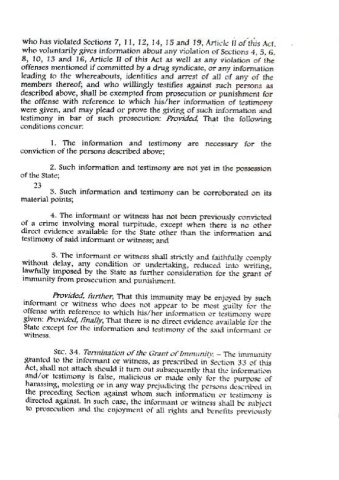 who has violated Sections 7, 11, 12, 14, 15 and 19, Article II of this Act,
who voluntarily gives information about any violation of Sections 4, 5, 6,
8, 10, 13 and 16, Article II of this Act as well as any violation of the
offenses mentioned if committed by a drug syndicate, or any information
leading to the whereabouts, identities and arrest of all of any of the
members thereof; and who willingly testifies against such persons as
described above, shall be exempted from prosecution or punishment for
the offense with reference to which his/her information of testimony
were given, and may plead or prove the giving of such information and
testimony in bar of such prosecution: Provided, That the following
conditions concur:
1. The information and testimony are necessary for the
conviction of the persons described above;
2. Such information and testimony are not yet in the possession
of the State;
23
3. Such information and testimony can be corroborated on its
material points;
4. The informant or witness has not been previously convicted
of a crime involving moral turpitude, except when there is no other
direct evidence available for the State other than the information and
testimony of said informant or witness; and
5. The informant or witness shall strictly and faithfully comply
without delay, any condition or undertaking, reduced into writing,
lawfully imposed by the State as further consideration for the grant of
immunity from prosecution and punishment.
Provided, further, That this immunity may be enjoyed by such
informant or witness who does not appear to be most guilty for the
offense with reference to which his/her information or testimony were
given: Provided, finally, That there is no direct evidence available for the
State except for the information and testimony of the said informant or
witness.
SEC. 34. Termination of the Grant of Immunity. – The immunity
granted to the informant or witness, as prescribed in Section 33 of this
Act, shall not attach should it turn out subsequently that the information
and/or testimony is false, malicious or made only for the purpose of
harassing, molesting or in any way prejudicing the persons described in
the preceding Section against whom such information or testimony is
directed against. In such case, the informant or witness shall be subject
to prosecution and the enjoyment of all rights and benefits previously